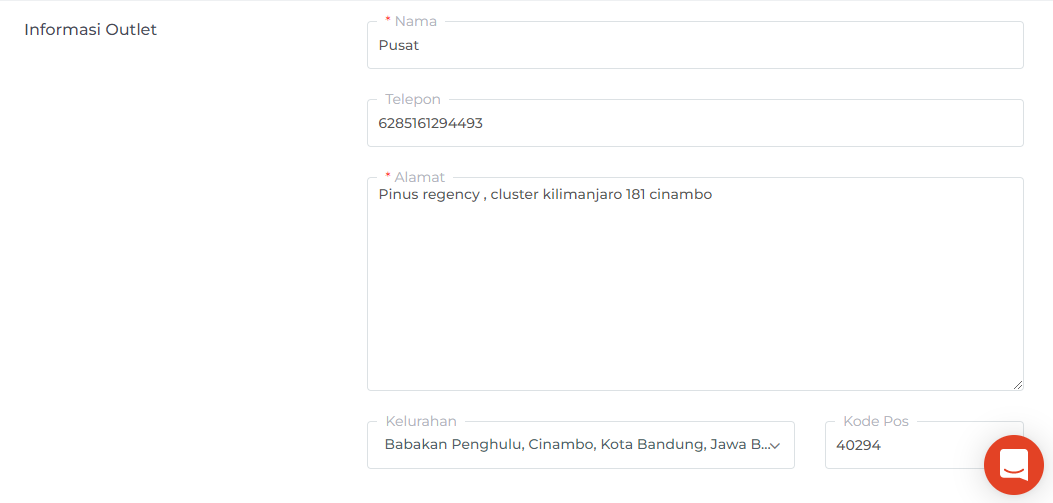 Informasi Outlet
* Nama
Pusat
Telepon
6285161294493
* Alamat
Pinus regency , cluster kilimanjaro 181 cinambo
Kelurahan
Babakan Penghulu, Cinambo, Kota Bandung, Jawa B...
Kode Pos
40294